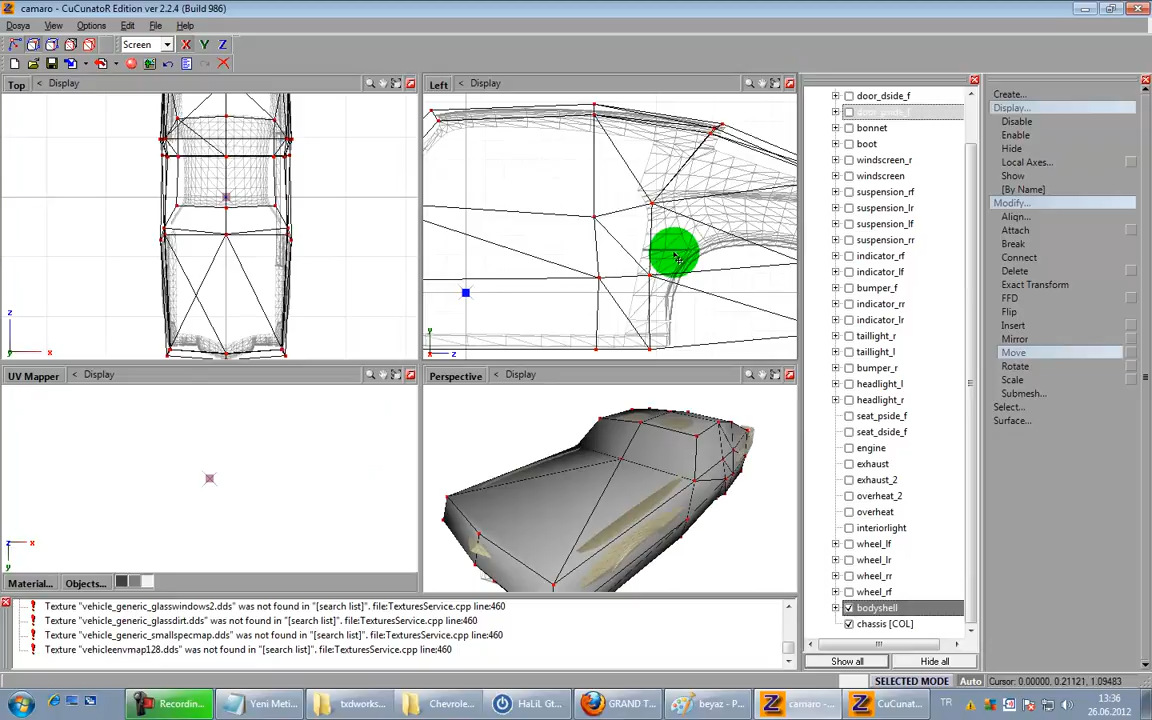 camaro - CuCunatoR Edition ver 2.2.4 (Build 986)
Dosya View Options Edit File Help
Screen X Y Z
Top < Display
Left < Display
UV Mapper < Display
Perspective < Display
Material... Objects...
door_dside_f
bonnet
boot
windscreen_r
windscreen
suspension_rf
suspension_lr
suspension_lf
suspension_rr
indicator_rf
indicator_lf
bumper_f
indicator_rr
indicator_lr
taillight_r
taillight_l
bumper_r
headlight_l
headlight_r
seat_pside_f
seat_dside_f
engine
exhaust
exhaust_2
overheat_2
overheat
interiorlight
wheel_lf
wheel_lr
wheel_rr
wheel_rf
bodyshell
chassis [COL]
Show all Hide all
Create...
Display...
Disable
Enable
Hide
Local Axes...
Show
[By Name]
Modify...
Align...
Attach
Break
Connect
Delete
Exact Transform
FFD
Flip
Insert
Mirror
Move
Rotate
Scale
Submesh...
Select...
Surface...
Texture "vehicle_generic_glasswindows2.dds" was not found in "[search list]". file:TexturesService.cpp line:460
Texture "vehicle_generic_glassdirt.dds" was not found in "[search list]". file:TexturesService.cpp line:460
Texture "vehicle_generic_smallspecmap.dds" was not found in "[search list]". file:TexturesService.cpp line:460
Texture "vehicleenvmap128.dds" was not found in "[search list]". file:TexturesService.cpp line:460
SELECTED MODE Auto Cursor: 0.00000, 0.21121, 1.09483
Recordin... Yeni Meti... txdworks... Chevrole... HaLiL Gt... GRAND T... beyaz - P... camaro -... CuCunat... TR 13:36
26.06.2012